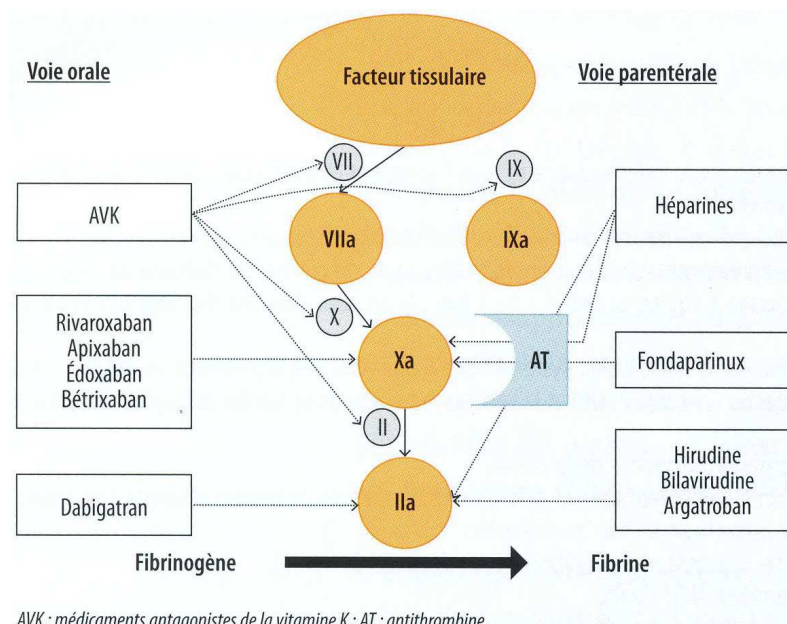 Voie orale
Facteur tissulaire
Voie parentérale
VII
IX
AVK
VIIa
IXa
Héparines
X
Rivaroxaban
Apixaban
Édoxaban
Bétrixaban
Xa
AT
Fondaparinux
II
Hirudine
Bilavirudine
Argatroban
Dabigatran
IIa
Fibrinogène
Fibrine
AVK : médicaments antagonistes de la vitamine K ; AT : antithrombine